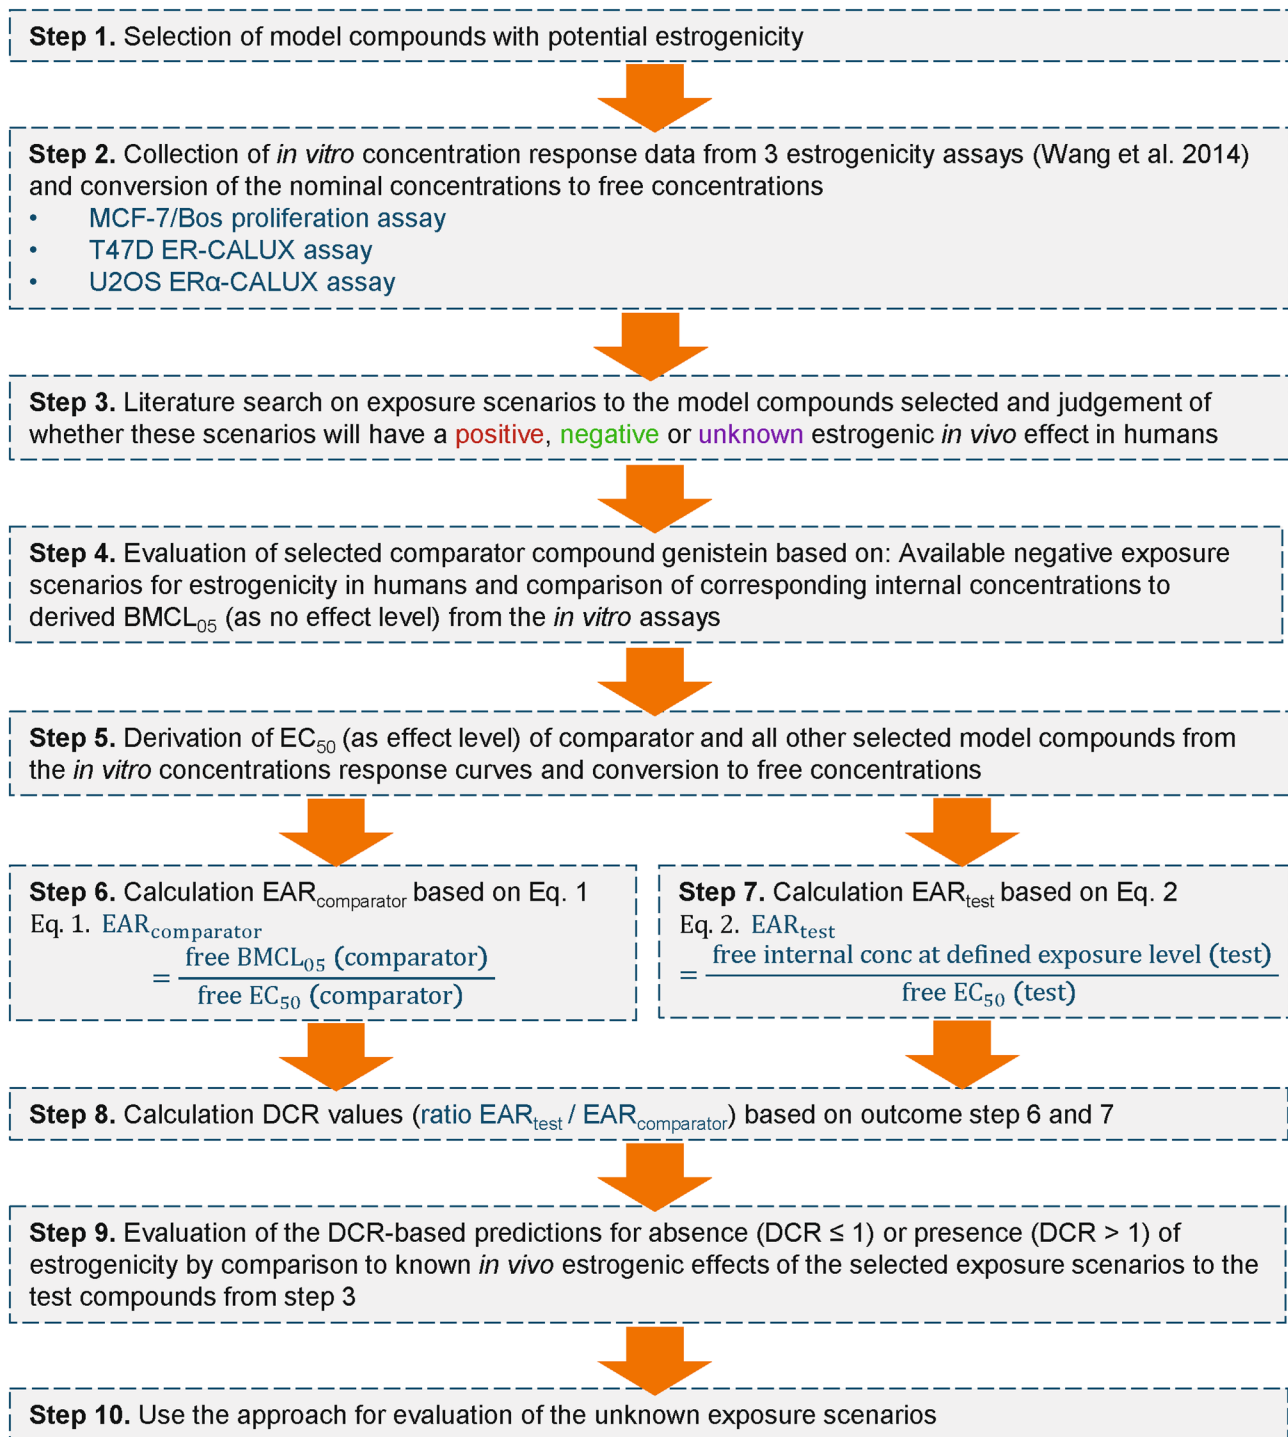 Step 1. Selection of model compounds with potential estrogenicity
Step 2. Collection of in vitro concentration response data from 3 estrogenicity assays (Wang et al. 2014)
and conversion of the nominal concentrations to free concentrations
• MCF-7/Bos proliferation assay
• T47D ER-CALUX assay
• U2OS ERα-CALUX assay
Step 3. Literature search on exposure scenarios to the model compounds selected and judgement of
whether these scenarios will have a positive, negative or unknown estrogenic in vivo effect in humans
Step 4. Evaluation of selected comparator compound genistein based on: Available negative exposure
scenarios for estrogenicity in humans and comparison of corresponding internal concentrations to
derived BMCL05 (as no effect level) from the in vitro assays
Step 5. Derivation of EC50 (as effect level) of comparator and all other selected model compounds from
the in vitro concentrations response curves and conversion to free concentrations
Step 6. Calculation EARcomparator based on Eq. 1
Eq. 1. EARcomparator
= free BMCL05 (comparator)
free EC50 (comparator)
Step 7. Calculation EARtest based on Eq. 2
Eq. 2. EARtest
= free internal conc at defined exposure level (test)
free EC50 (test)
Step 8. Calculation DCR values (ratio EARtest / EARcomparator) based on outcome step 6 and 7
Step 9. Evaluation of the DCR-based predictions for absence (DCR ≤ 1) or presence (DCR > 1) of
estrogenicity by comparison to known in vivo estrogenic effects of the selected exposure scenarios to the
test compounds from step 3
Step 10. Use the approach for evaluation of the unknown exposure scenarios